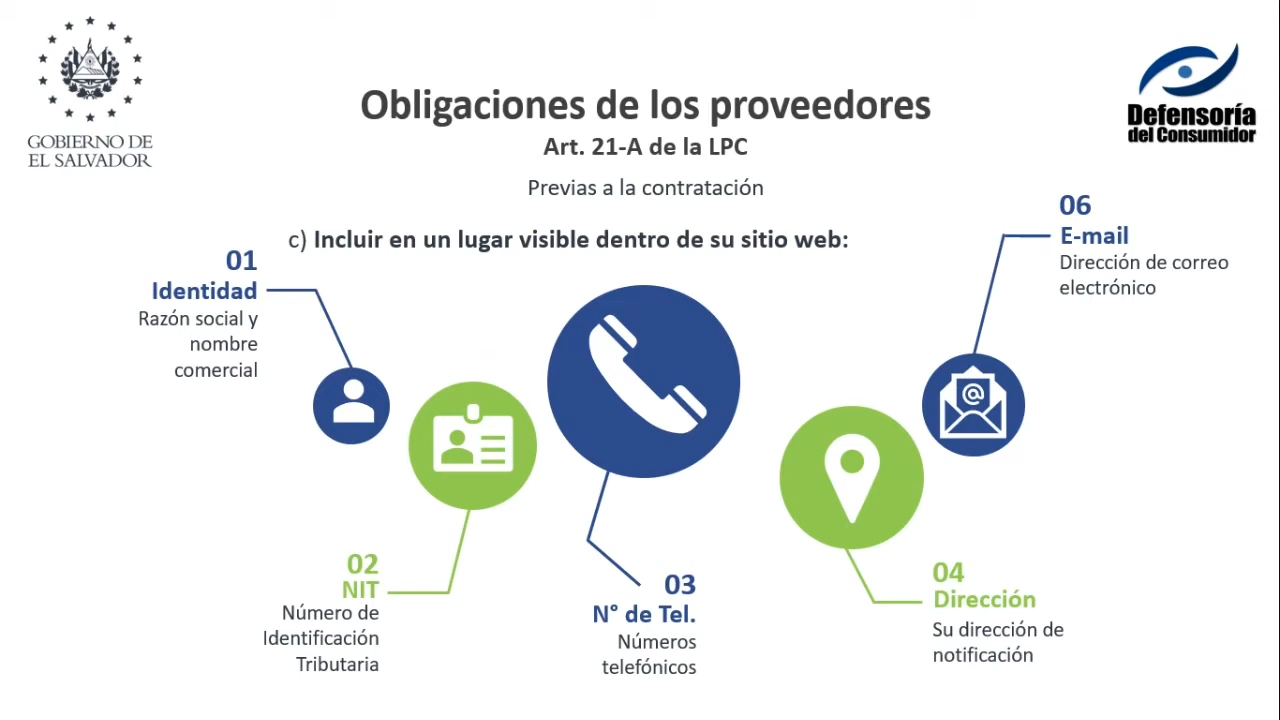 GOBIERNO DE
EL SALVADOR
Obligaciones de los proveedores
Art. 21-A de la LPC
Previas a la contratación
Defensoría
del Consumidor
c) Incluir en un lugar visible dentro de su sitio web:
01
Identidad
Razón social y
nombre
comercial
02
NIT
Número de
Identificación
Tributaria
03
N° de Tel.
Números
telefónicos
04
Dirección
Su dirección de
notificación
06
E-mail
Dirección de correo
electrónico
@